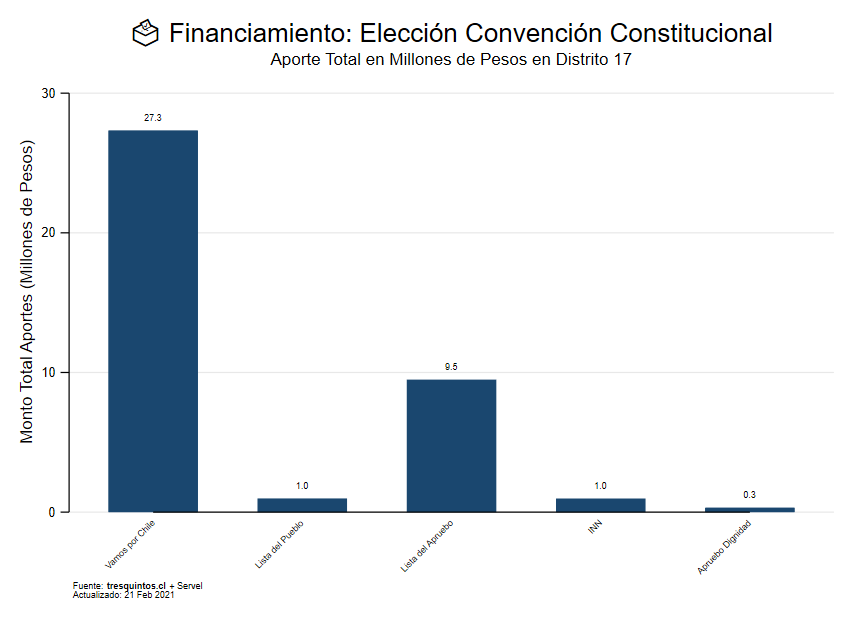 Financiamiento: Elección Convención Constitucional
Aporte Total en Millones de Pesos en Distrito 17
Monto Total Aportes (Millones de Pesos)
30
20
10
0
27.3
1.0
9.5
1.0
0.3
Vamos por Chile
Lista del Pueblo
Lista del Apruebo
INN
Apruebo Dignidad
Fuente: tresquintos.cl + Servel
Actualizado: 21 Feb 2021